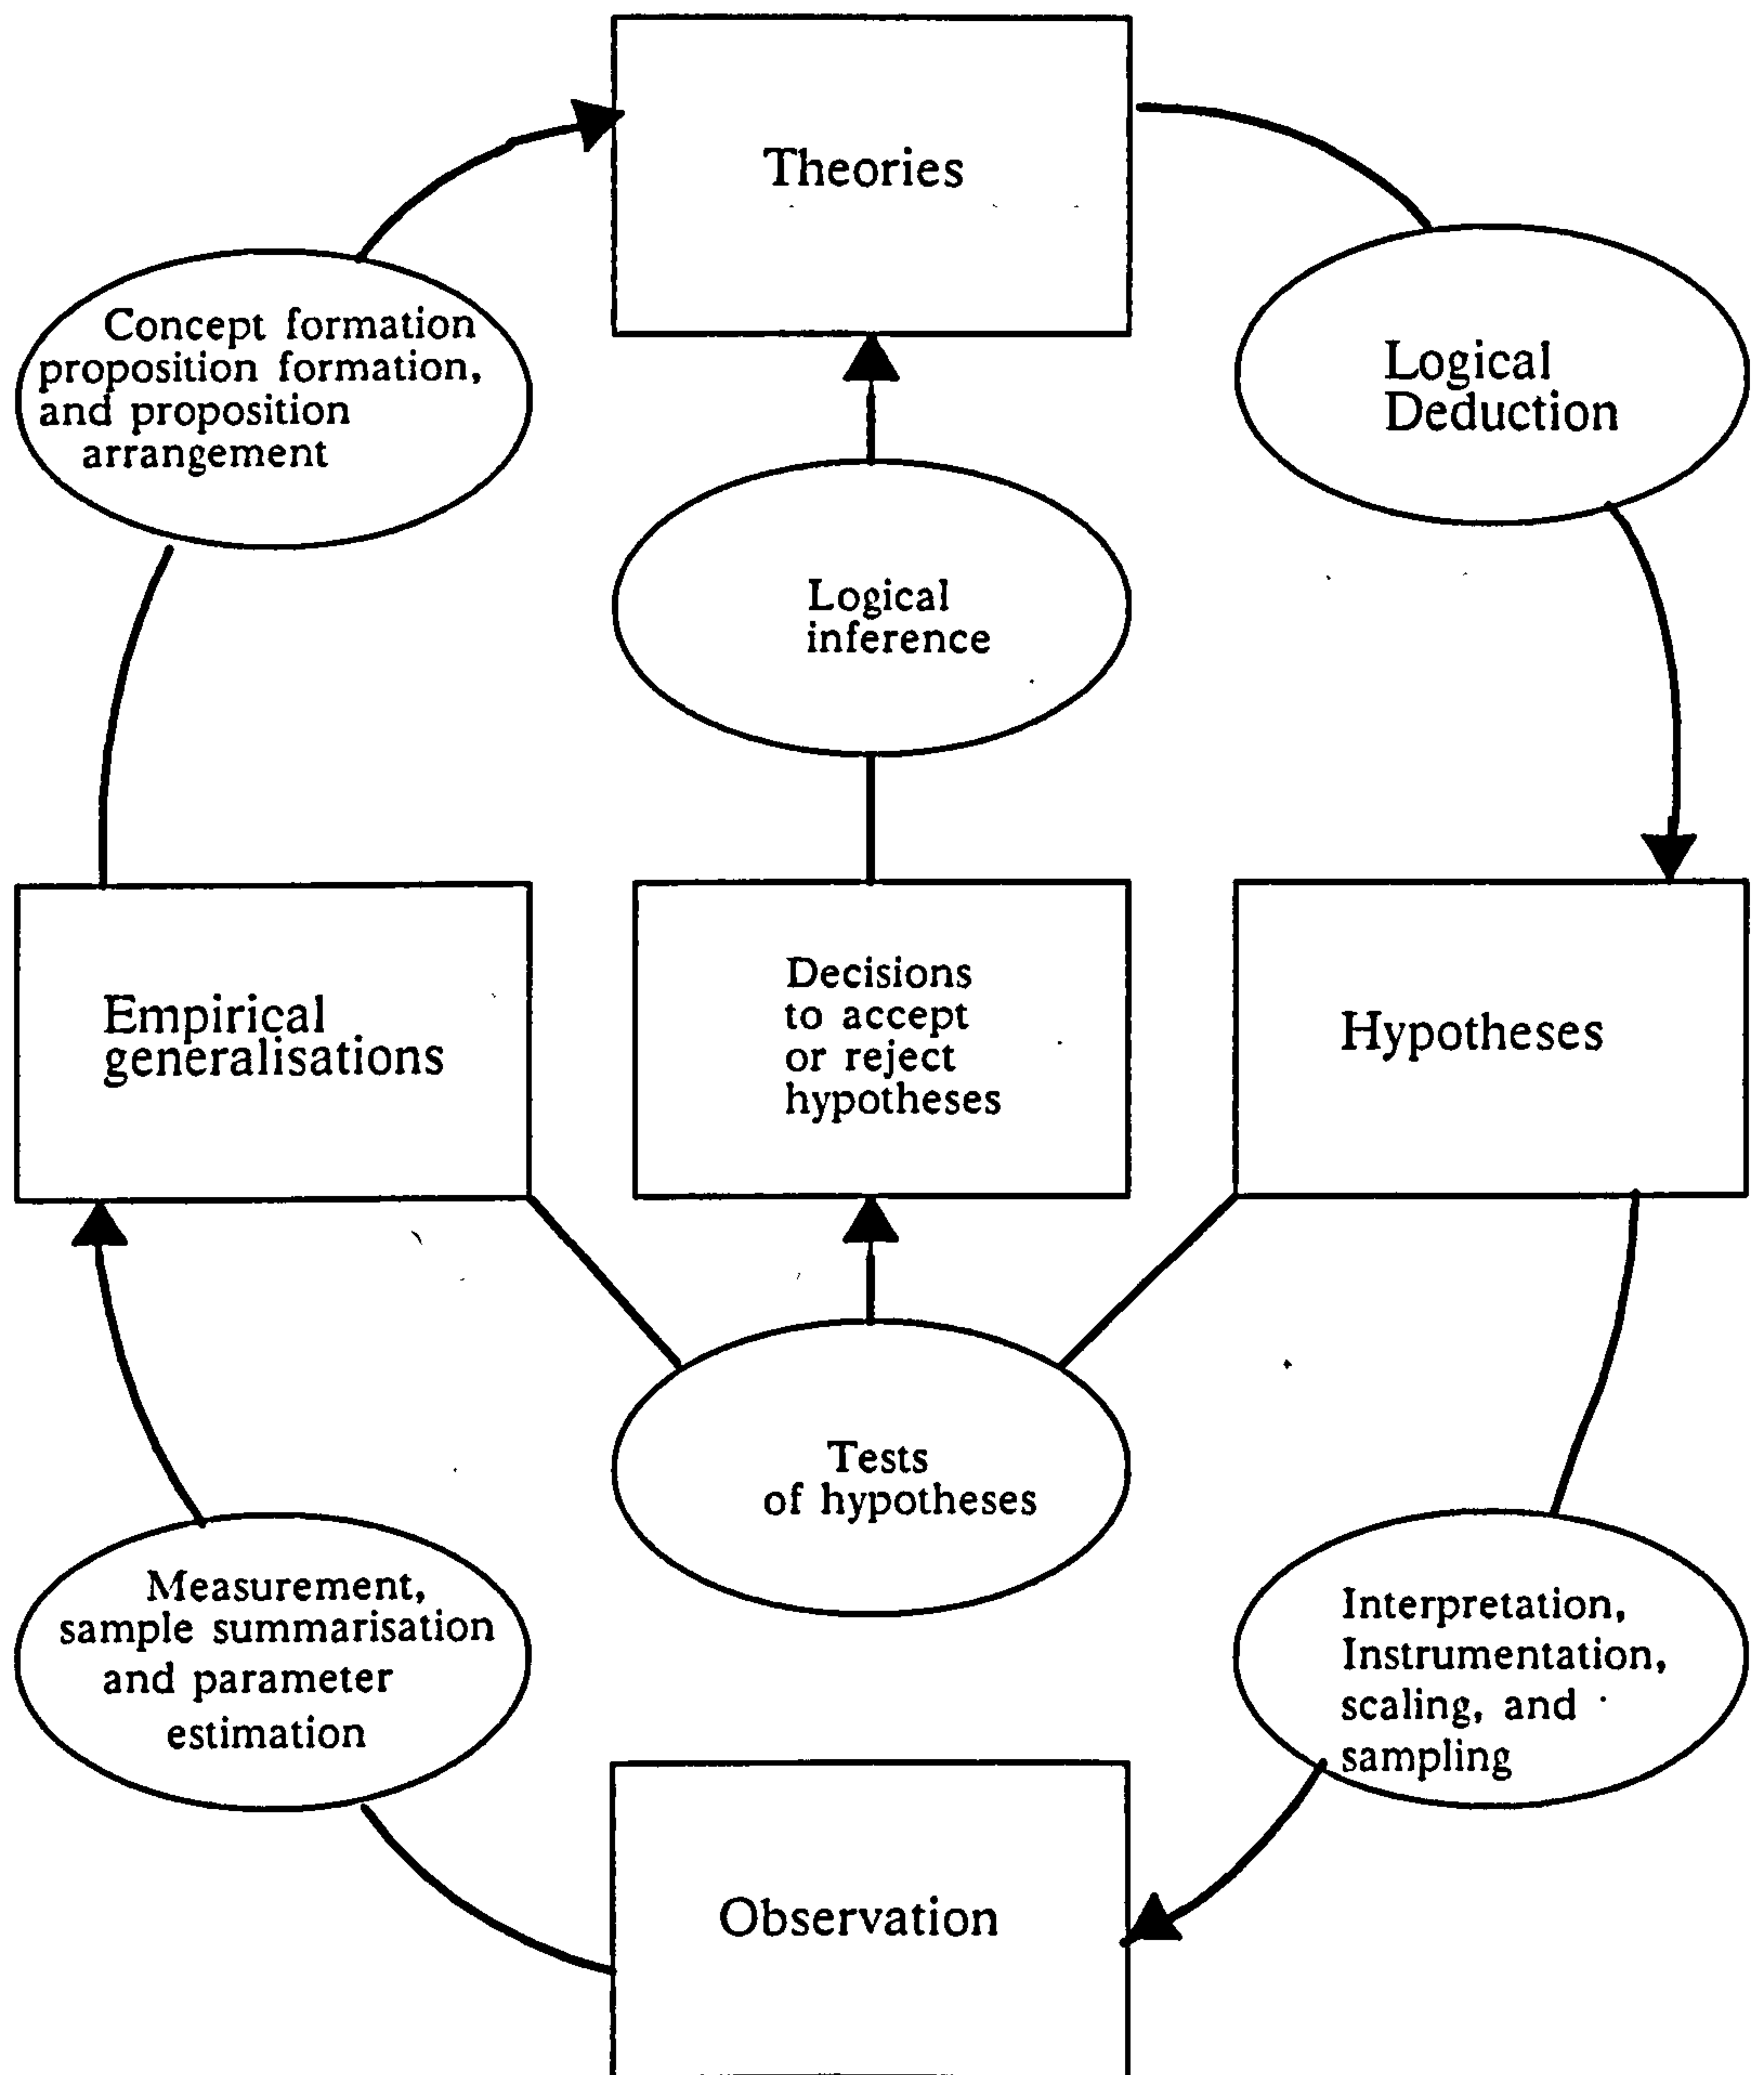 Theories
Concept formation
proposition formation,
and proposition
arrangement
Logical
Deduction
Logical
inference
Empirical
generalisations
Decisions
to accept
or reject
hypotheses
Hypotheses
Tests
of hypotheses
Measurement,
sample summarisation
and parameter
estimation
Interpretation,
Instrumentation,
scaling, and
sampling
Observation